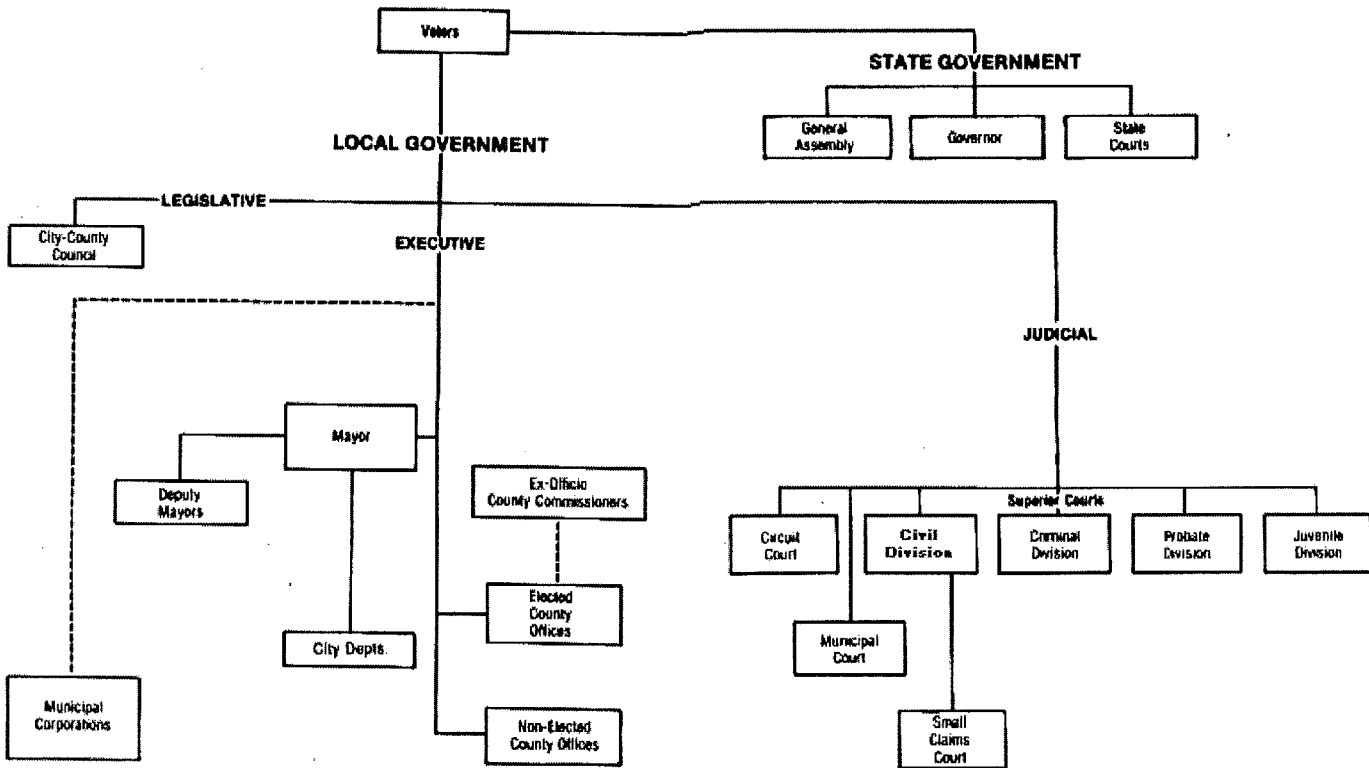 Voters
STATE GOVERNMENT
General
Assembly
Governor
State
Courts
LOCAL GOVERNMENT
LEGISLATIVE
City-County
Council
EXECUTIVE
JUDICIAL
Mayor
Deputy
Mayors
Ex-Officio
County Commissioners
Superior Courts
Circuit
Court
Civil
Division
Criminal
Division
Probate
Division
Juvenile
Division
Elected
County
Offices
City Depts.
Municipal
Court
Municipal
Corporations
Non-Elected
County Offices
Small
Claims
Court